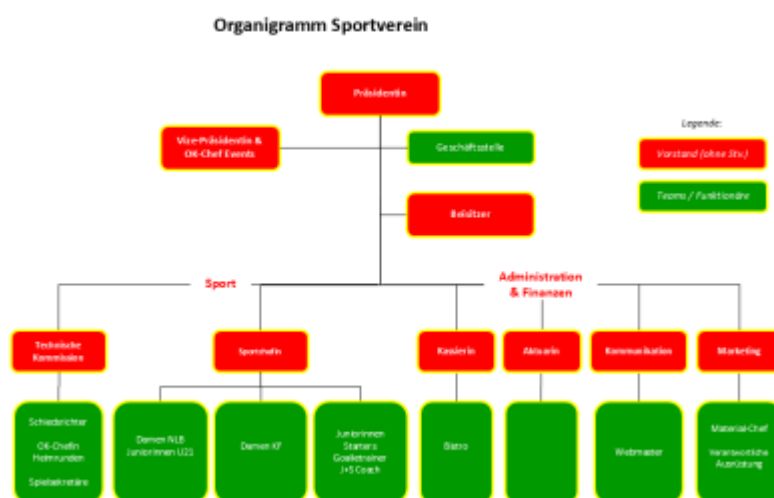 Organigramm Sportverein
Präsidentin
Legende:
Vice-Präsidentin &
OK-Chef Events
Geschäftsstelle
Vorstand (ohne Stv.)
Teams / Funktionäre
Beisitzer
Sport
Administration
& Finanzen
Technische
Kommission
Sportchefin
Kassierin
Aktuarin
Kommunikation
Marketing
Schiedsrichter
OK-Chefin
Heimrunden
Spielsekretäre
Damen NLB
Juniorinnen U21
Damen KF
Juniorinnen
Starters
Goalietrainer
J+S Coach
Bistro
Webmaster
Material-Chef
Verantwortliche
Ausrüstung